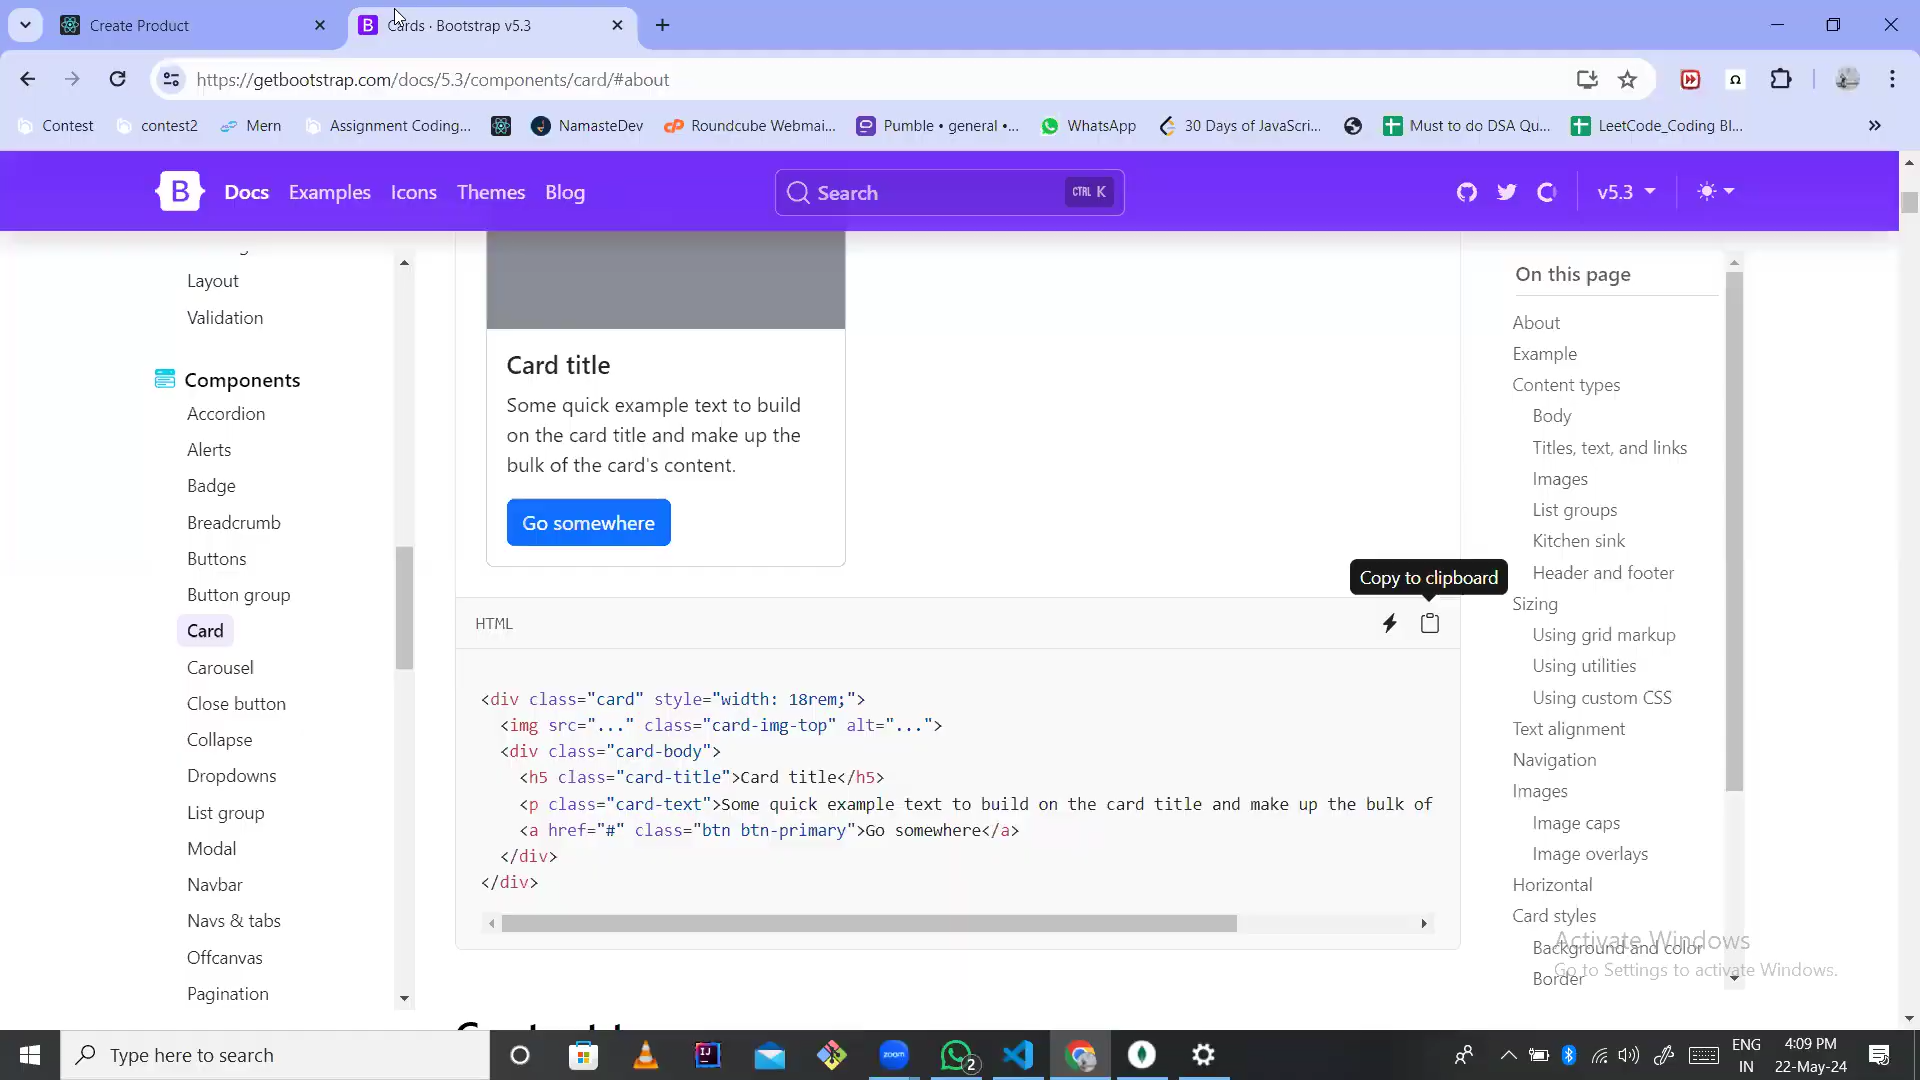 Create Product
Cards · Bootstrap v5.3
https://getbootstrap.com/docs/5.3/components/card/#about
Contest
contest2
Mern
Assignment Coding...
NamasteDev
Roundcube Webmai...
Pumble • general •...
WhatsApp
30 Days of JavaScri...
Must to do DSA Qu...
LeetCode_Coding Bl...
»
B
Docs
Examples
Icons
Themes
Blog
Search
CTRL K
v5.3
Layout
Validation
Components
Accordion
Alerts
Badge
Breadcrumb
Buttons
Button group
Card
Carousel
Close button
Collapse
Dropdowns
List group
Modal
Navbar
Navs & tabs
Offcanvas
Pagination
Card title
Some quick example text to build
on the card title and make up the
bulk of the card's content.
Go somewhere
Copy to clipboard
HTML
<div class="card" style="width: 18rem;">
<img src="..." class="card-img-top" alt="...">
<div class="card-body">
<h5 class="card-title">Card title</h5>
<p class="card-text">Some quick example text to build on the card title and make up the bulk of
<a href="#" class="btn btn-primary">Go somewhere</a>
</div>
</div>
On this page
About
Example
Content types
Body
Titles, text, and links
Images
List groups
Kitchen sink
Header and footer
Sizing
Using grid markup
Using utilities
Using custom CSS
Text alignment
Navigation
Images
Image caps
Image overlays
Horizontal
Card styles
Background and color
Border
Activate Windows
Go to Settings to activate Windows.
Type here to search
zoom
2
ENG
IN
4:09 PM
22-May-24